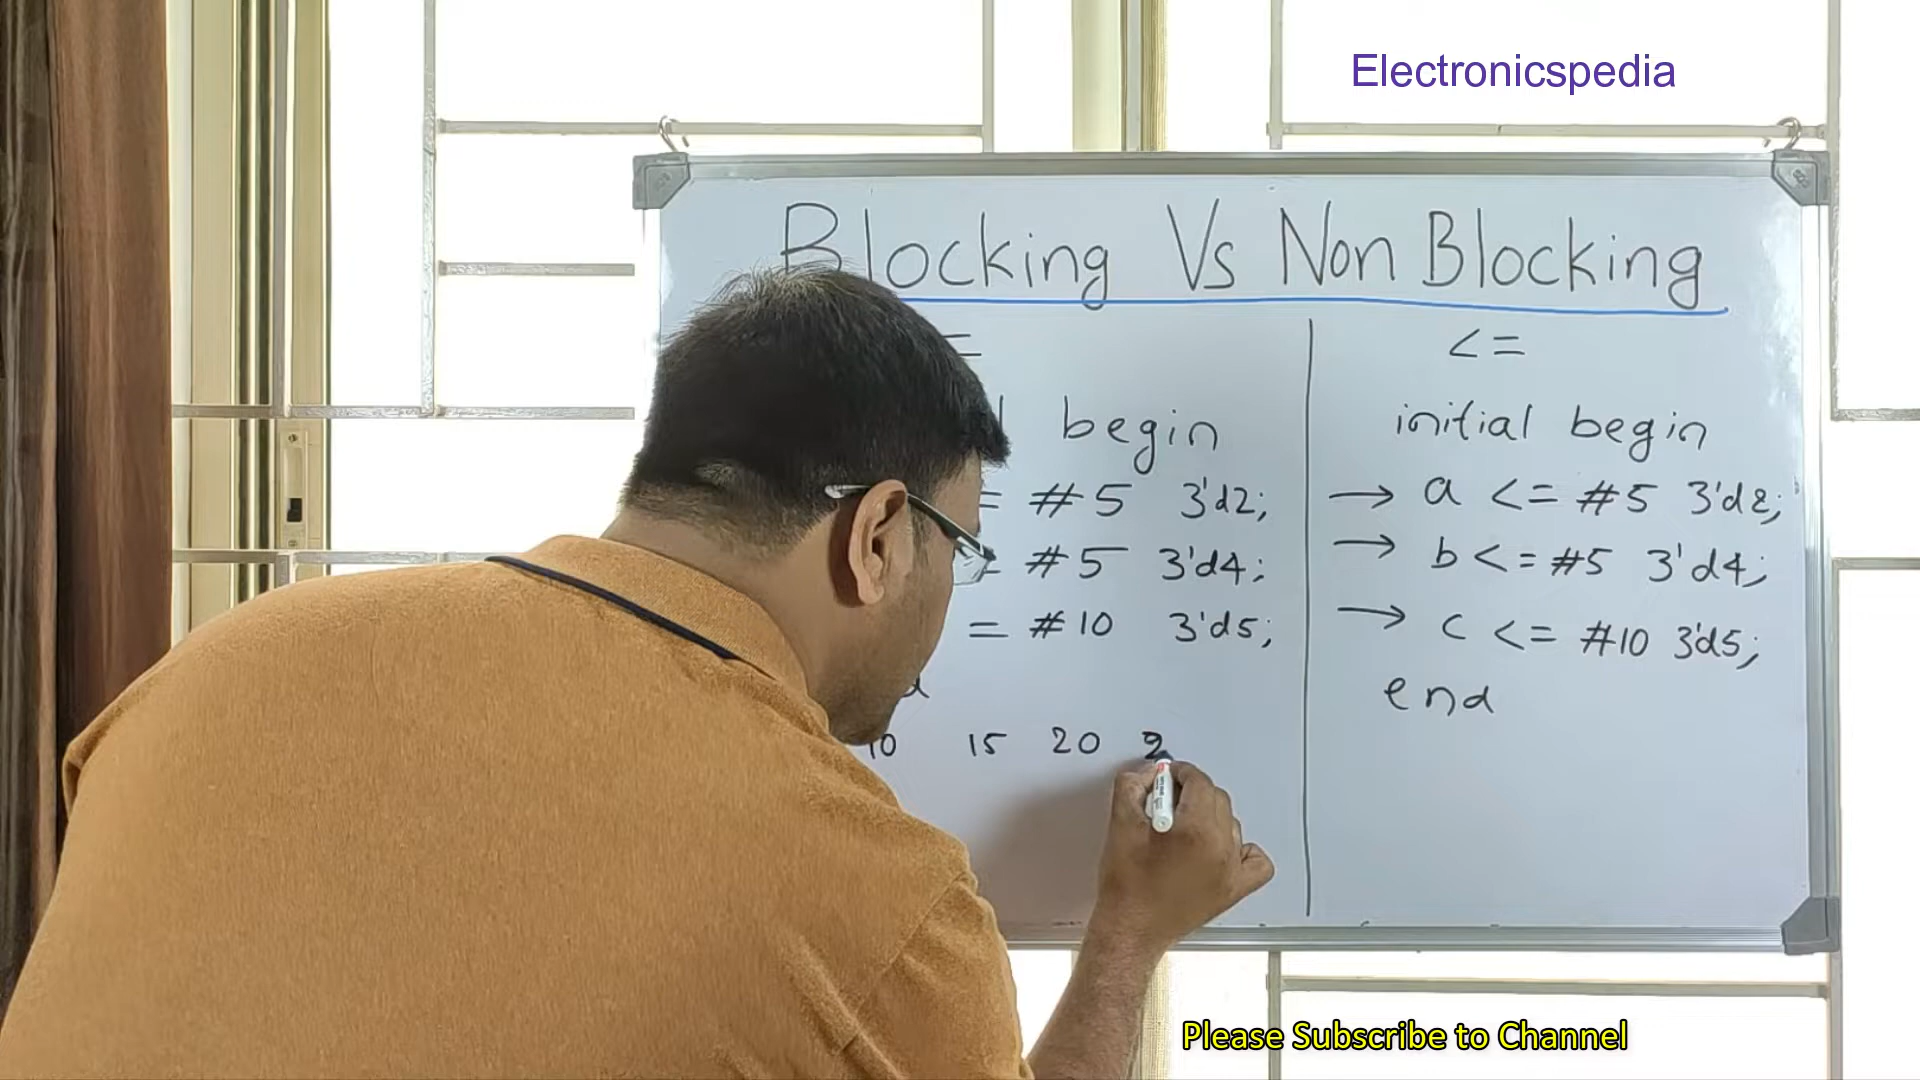 Electronicspedia
Blocking Vs Non Blocking
=
begin
= #5 3'd2;
= #5 3'd4;
= #10 3'd5;
10 15 20 2
<=
initial begin
→ a <= #5 3'd2;
→ b <= #5 3'd4;
→ c <= #10 3'd5;
end
Please Subscribe to Channel